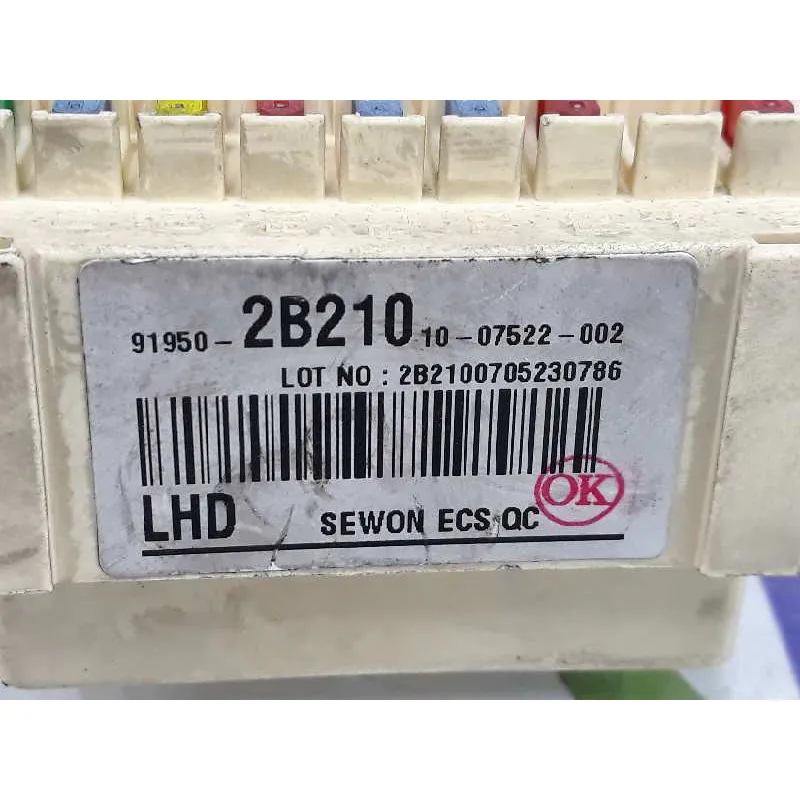 91950-2B210 10-07522-002
LOT NO : 2B2100705230786
LHD SEWON ECS QC OK